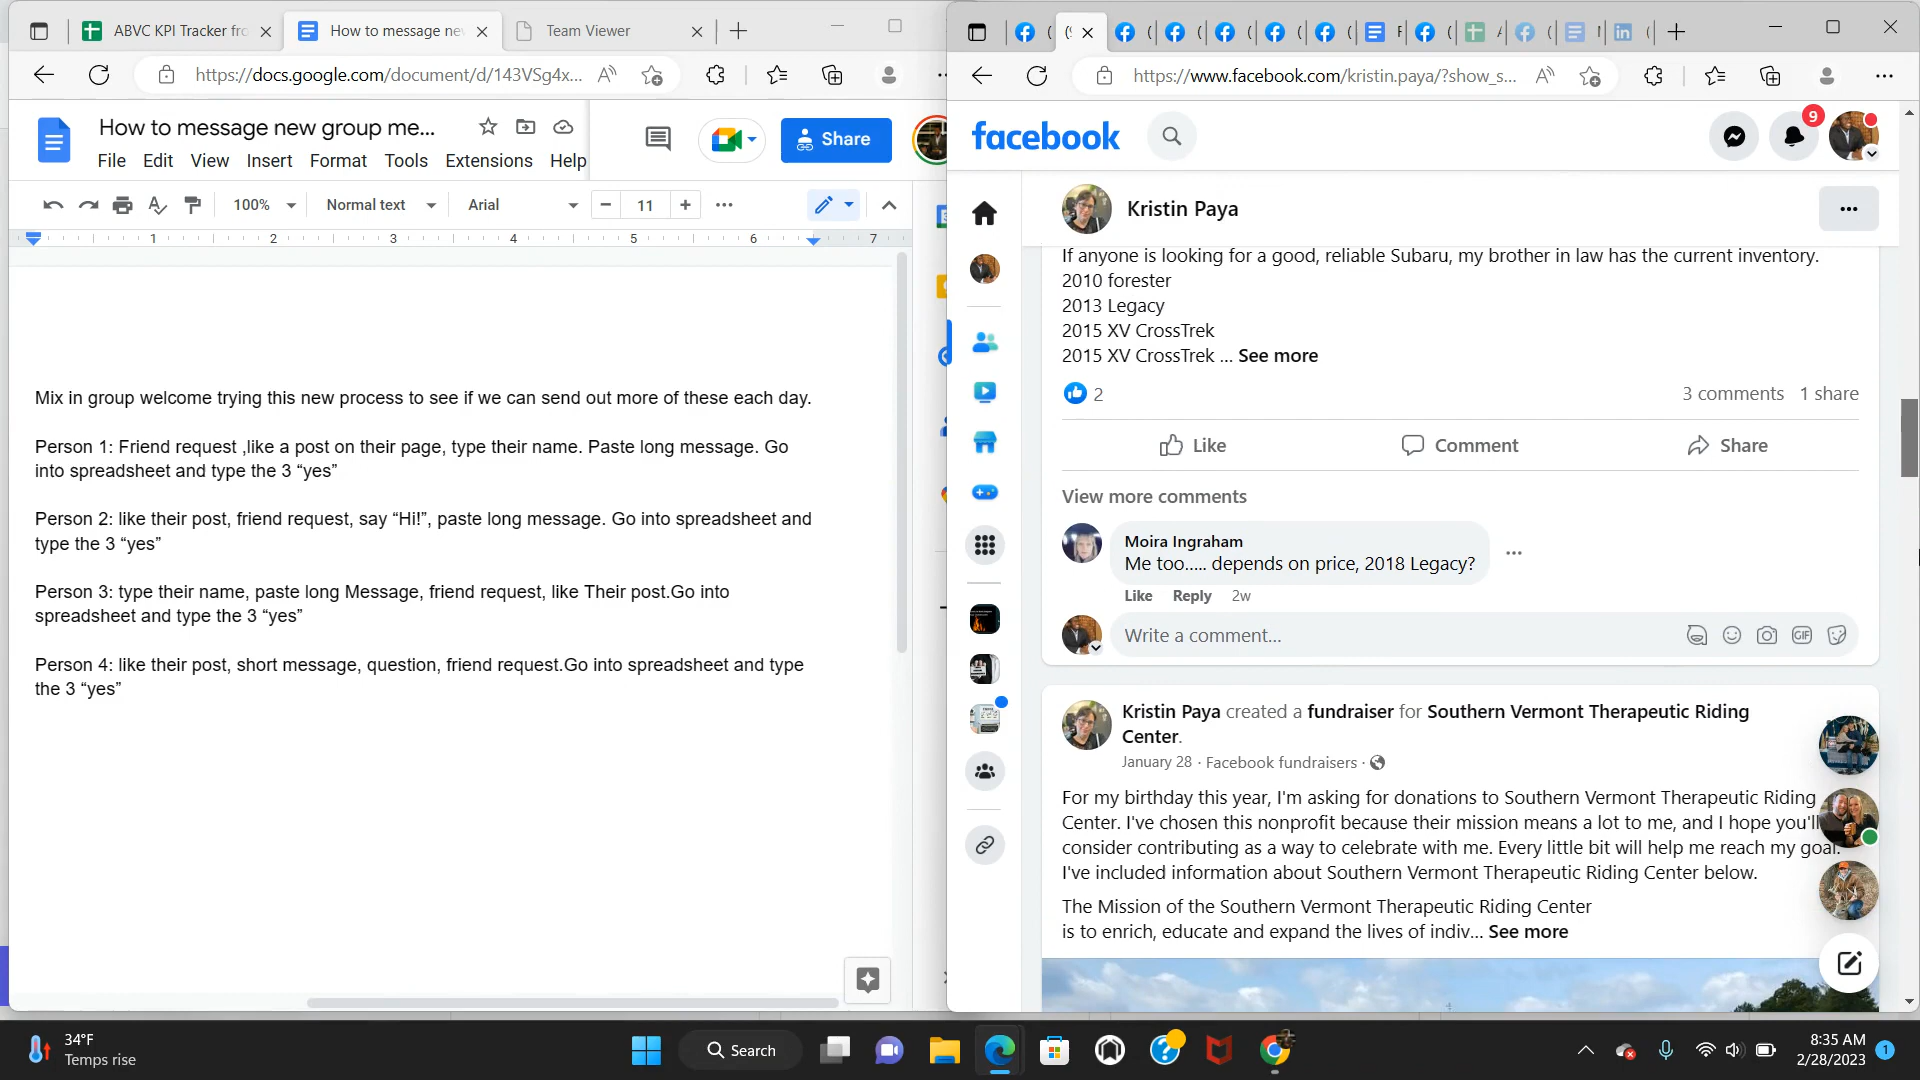 ABVC KPI Tracker fro
How to message nev
Team Viewer
https://docs.google.com/document/d/143VSg4x...
How to message new group me...
Share
File Edit View Insert Format Tools Extensions Help
100% Normal text Arial 11
1 2 3 4 5 6 7
Mix in group welcome trying this new process to see if we can send out more of these each day.
Person 1: Friend request ,like a post on their page, type their name. Paste long message. Go
into spreadsheet and type the 3 “yes”
Person 2: like their post, friend request, say “Hi!”, paste long message. Go into spreadsheet and
type the 3 “yes”
Person 3: type their name, paste long Message, friend request, like Their post.Go into
spreadsheet and type the 3 “yes”
Person 4: like their post, short message, question, friend request.Go into spreadsheet and type
the 3 “yes”
https://www.facebook.com/kristin.paya/?show_s...
facebook
9
Kristin Paya
If anyone is looking for a good, reliable Subaru, my brother in law has the current inventory.
2010 forester
2013 Legacy
2015 XV CrossTrek
2015 XV CrossTrek ... See more
2 3 comments 1 share
Like Comment Share
View more comments
Moira Ingraham
Me too..... depends on price, 2018 Legacy?
Like Reply 2w
Write a comment...
GIF
Kristin Paya created a fundraiser for Southern Vermont Therapeutic Riding
Center.
January 28 · Facebook fundraisers ·
For my birthday this year, I'm asking for donations to Southern Vermont Therapeutic Riding
Center. I've chosen this nonprofit because their mission means a lot to me, and I hope you'll
consider contributing as a way to celebrate with me. Every little bit will help me reach my goal.
I've included information about Southern Vermont Therapeutic Riding Center below.
The Mission of the Southern Vermont Therapeutic Riding Center
is to enrich, educate and expand the lives of indiv... See more
34°F
Temps rise
Search
8:35 AM
2/28/2023
1